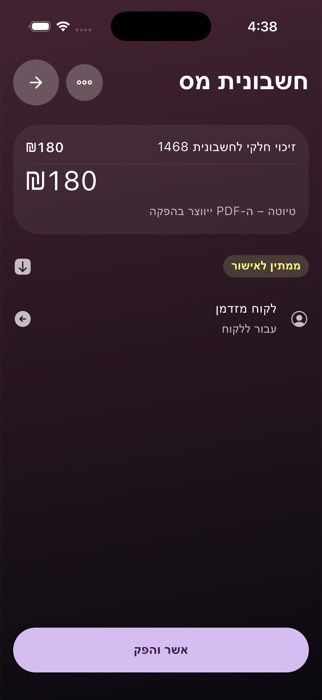 4:38
חשבונית מס
זיכוי חלקי לחשבונית 1468 ₪180
₪180
טיוטה – ה-PDF ייווצר בהפקה
ממתין לאישור
לקוח מזדמן
עבור ללקוח
אשר והפק